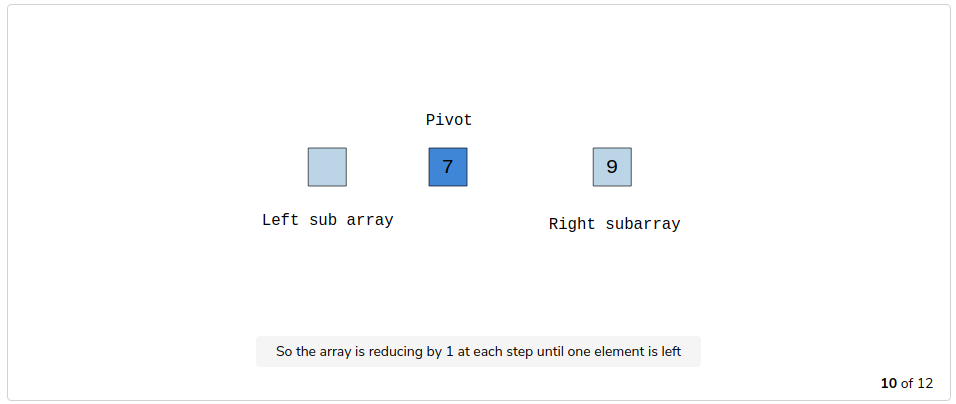 Pivot
7
9
Left sub array
Right subarray
So the array is reducing by 1 at each step until one element is left
10 of 12